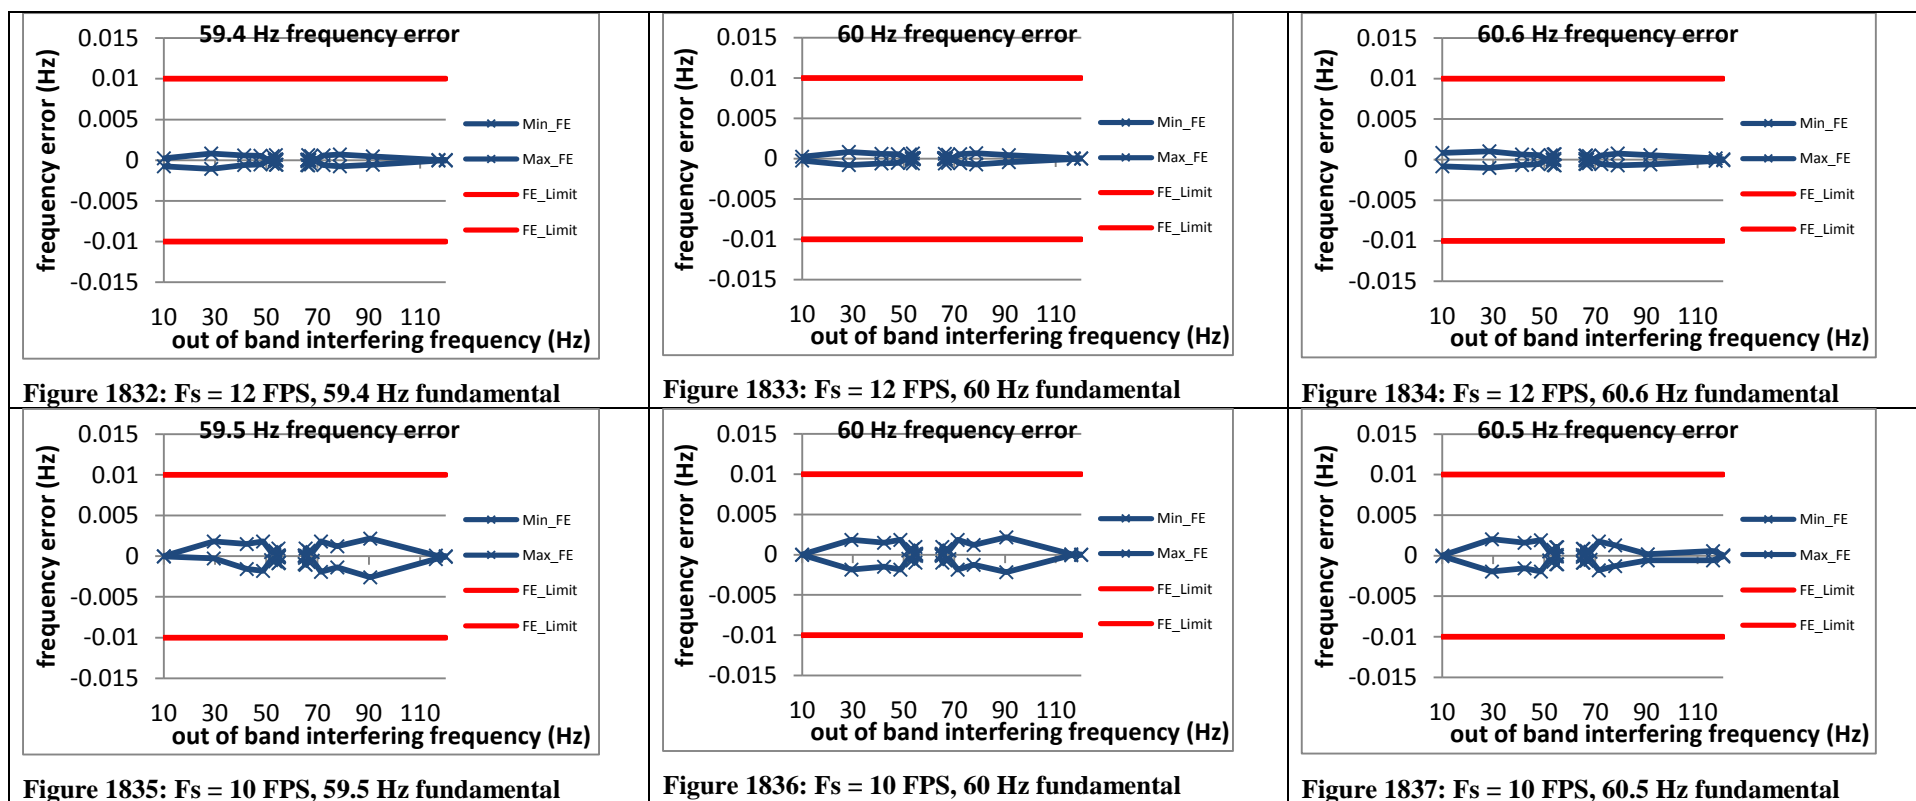 59.4 Hz frequency error
frequency error (Hz)
0.015
0.01
0.005
0
-0.005
-0.01
-0.015
10 30 50 70 90 110
out of band interfering frequency (Hz)
Min_FE
Max_FE
FE_Limit
FE_Limit
Figure 1832: Fs = 12 FPS, 59.4 Hz fundamental
60 Hz frequency error
frequency error (Hz)
0.015
0.01
0.005
0
-0.005
-0.01
-0.015
10 30 50 70 90 110
out of band interfering frequency (Hz)
Min_FE
Max_FE
FE_Limit
FE_Limit
Figure 1833: Fs = 12 FPS, 60 Hz fundamental
60.6 Hz frequency error
frequency error (Hz)
0.015
0.01
0.005
0
-0.005
-0.01
-0.015
10 30 50 70 90 110
out of band interfering frequency (Hz)
Min_FE
Max_FE
FE_Limit
FE_Limit
Figure 1834: Fs = 12 FPS, 60.6 Hz fundamental
59.5 Hz frequency error
frequency error (Hz)
0.015
0.01
0.005
0
-0.005
-0.01
-0.015
10 30 50 70 90 110
out of band interfering frequency (Hz)
Min_FE
Max_FE
FE_Limit
FE_Limit
Figure 1835: Fs = 10 FPS, 59.5 Hz fundamental
60 Hz frequency error
frequency error (Hz)
0.015
0.01
0.005
0
-0.005
-0.01
-0.015
10 30 50 70 90 110
out of band interfering frequency (Hz)
Min_FE
Max_FE
FE_Limit
FE_Limit
Figure 1836: Fs = 10 FPS, 60 Hz fundamental
60.5 Hz frequency error
frequency error (Hz)
0.015
0.01
0.005
0
-0.005
-0.01
-0.015
10 30 50 70 90 110
out of band interfering frequency (Hz)
Min_FE
Max_FE
FE_Limit
FE_Limit
Figure 1837: Fs = 10 FPS, 60.5 Hz fundamental